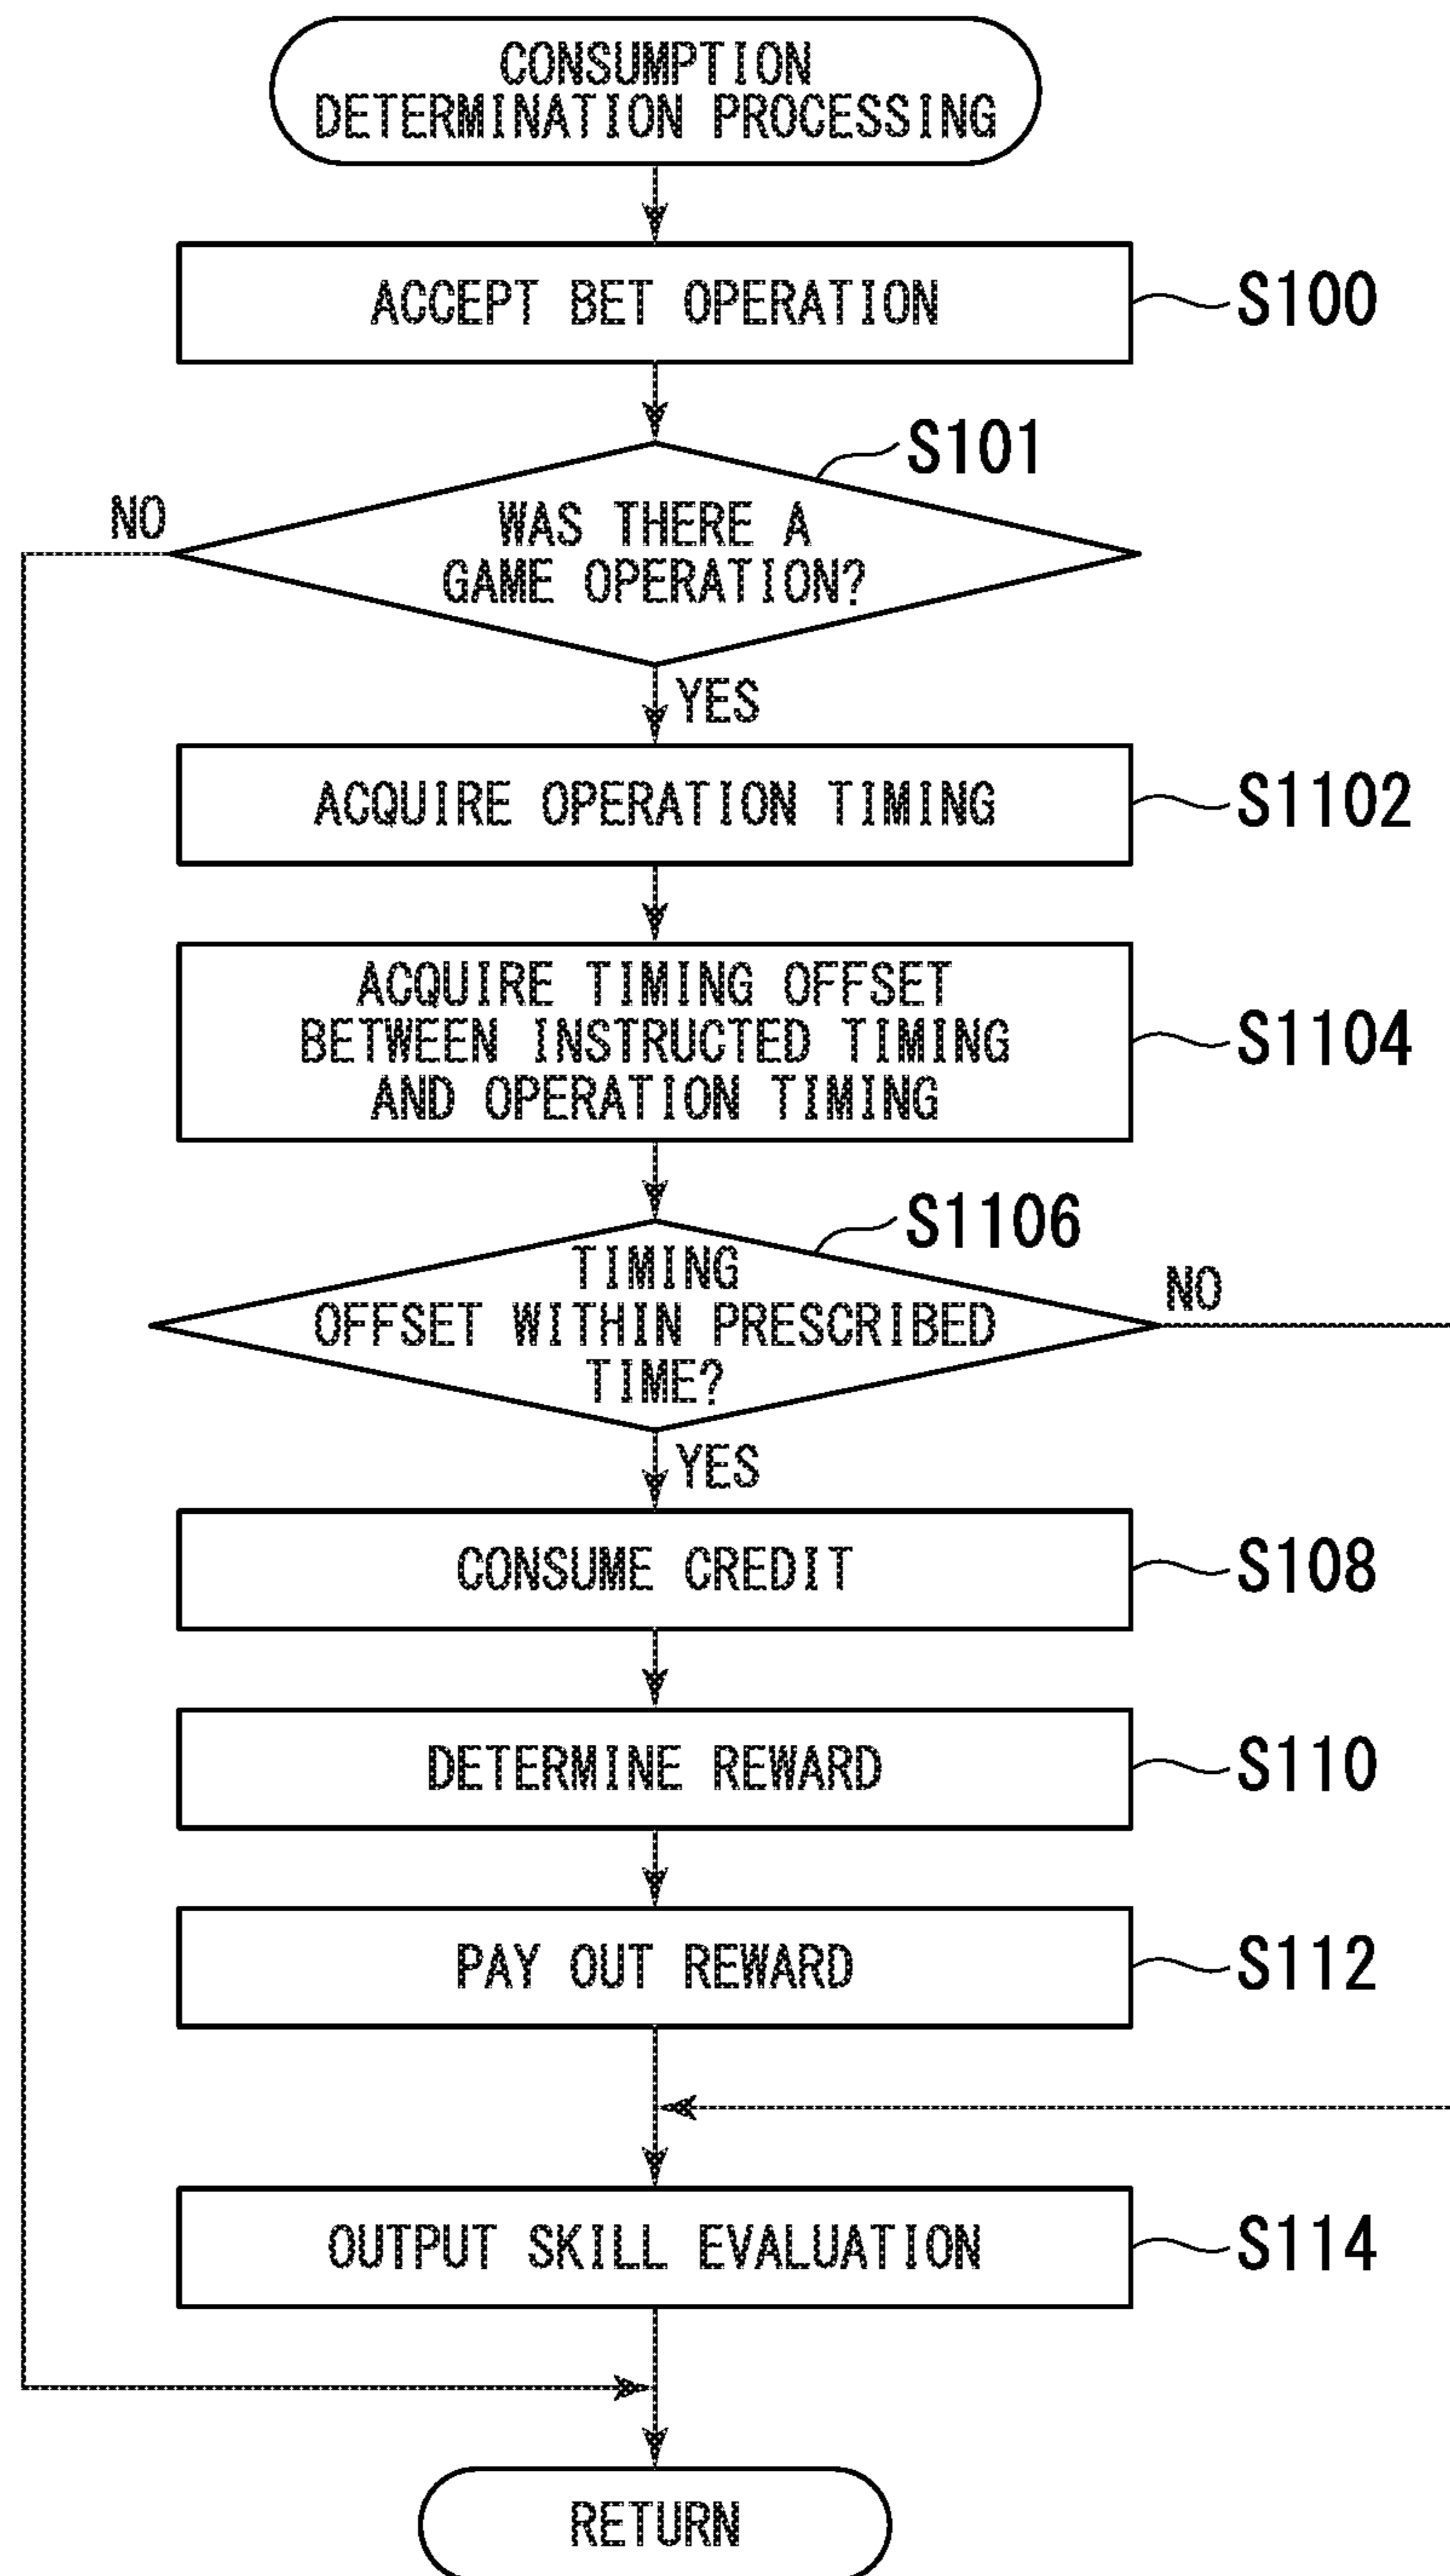 CONSUMPTION
DETERMINATION PROCESSING
ACCEPT BET OPERATION
S100
S101
NO
WAS THERE A
GAME OPERATION?
YES
ACQUIRE OPERATION TIMING
S1102
ACQUIRE TIMING OFFSET
BETWEEN INSTRUCTED TIMING
AND OPERATION TIMING
S1104
S1106
TIMING
OFFSET WITHIN PRESCRIBED
TIME?
NO
YES
CONSUME CREDIT
S108
DETERMINE REWARD
S110
PAY OUT REWARD
S112
OUTPUT SKILL EVALUATION
S114
RETURN